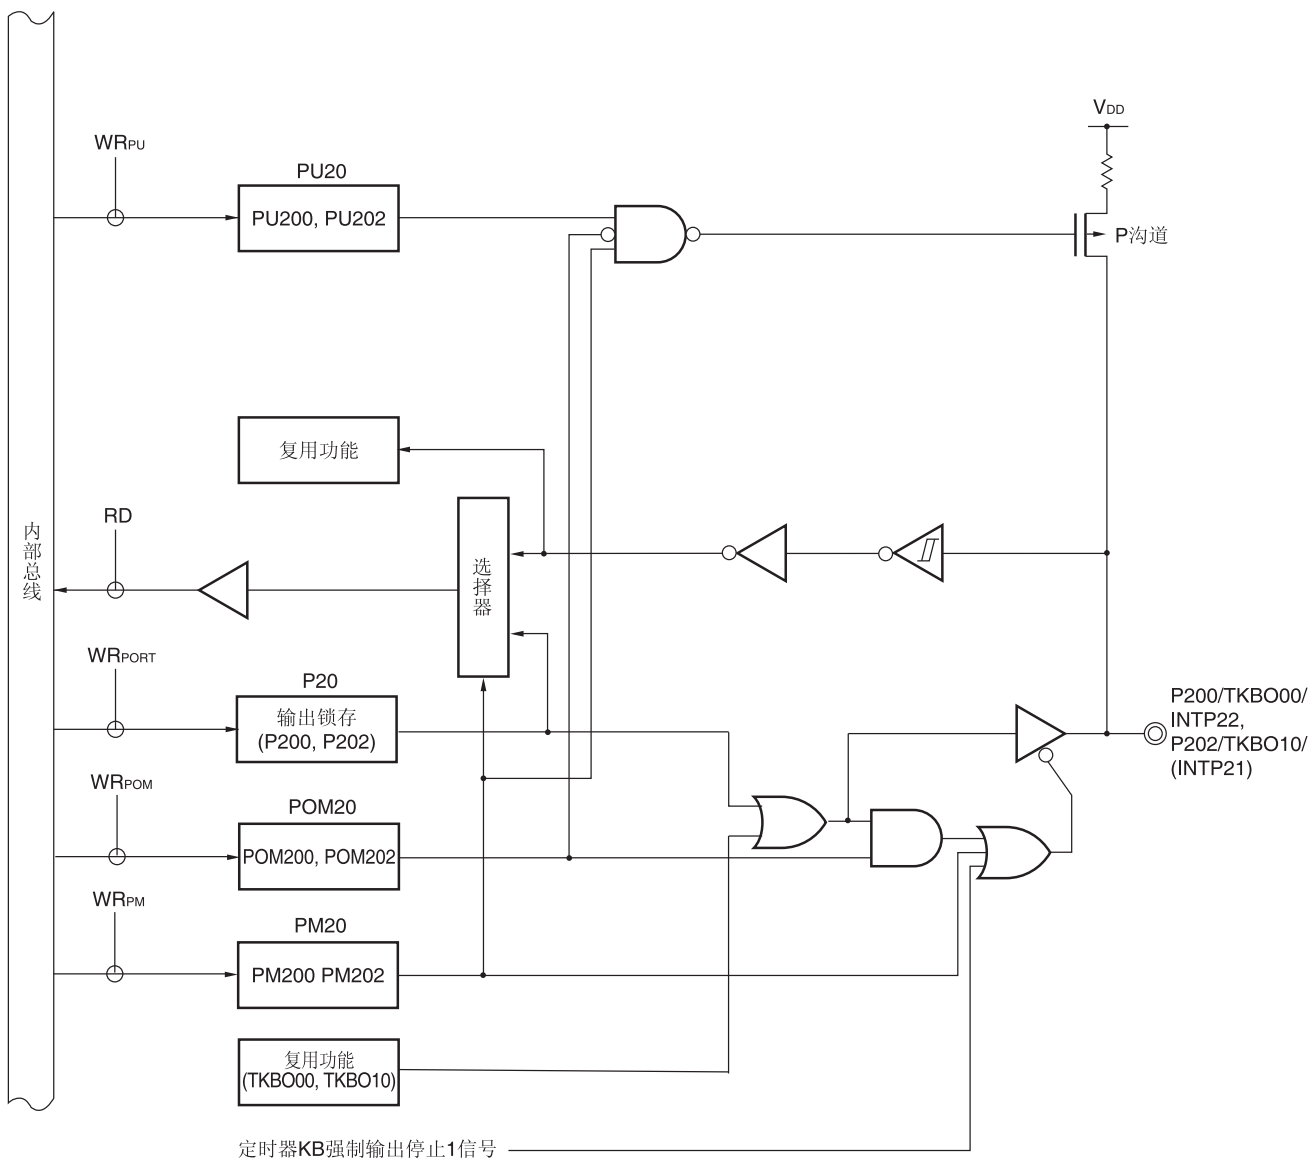 VDD
WRPU
PU20
PU200, PU202
P沟道
复用功能
RD
内部总线
选择器
WRPORT
P20
输出锁存
(P200, P202)
P200/TKBO00/
INTP22,
P202/TKBO10/
(INTP21)
WRPOM
POM20
POM200, POM202
WRPM
PM20
PM200 PM202
复用功能
(TKBO00, TKBO10)
定时器KB强制输出停止1信号